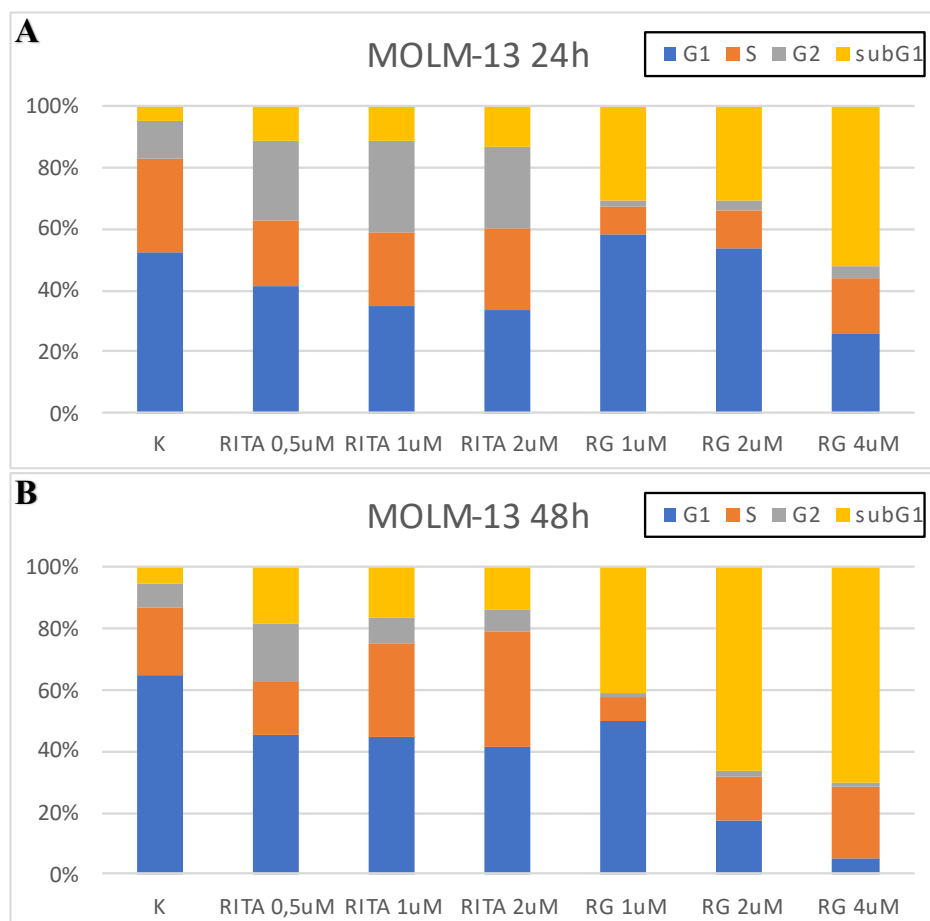 A
MOLM-13 24h
G1 S G2 subG1
100%
80%
60%
40%
20%
0%
K RITA 0,5uM RITA 1uM RITA 2uM RG 1uM RG 2uM RG 4uM
B
MOLM-13 48h
G1 S G2 subG1
100%
80%
60%
40%
20%
0%
K RITA 0,5uM RITA 1uM RITA 2uM RG 1uM RG 2uM RG 4uM